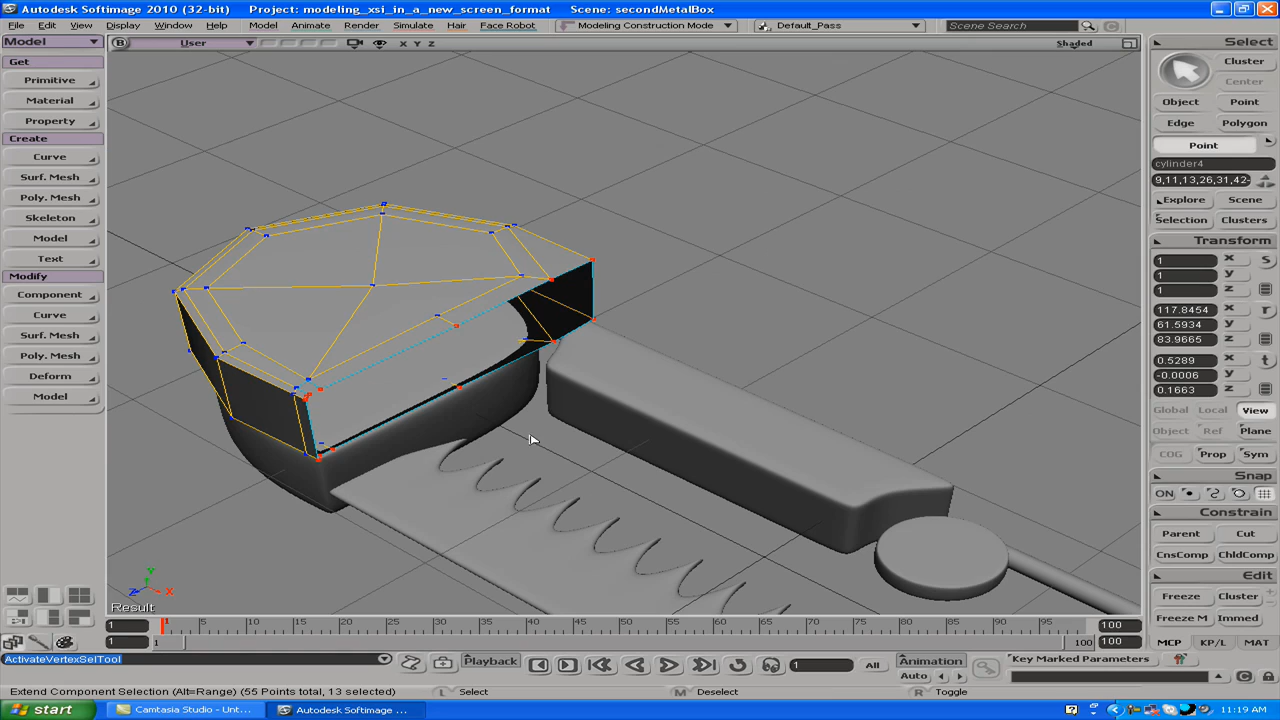 Autodesk Softimage 2010 (32-bit) Project: modeling_xsi_in_a_new_screen_format Scene: secondMetalBox
File Edit View Display Window Help Model Animate Render Simulate Hair Face Robot Modeling Construction Mode Default_Pass Scene Search
Model B User X Y Z Shaded Select
Get
Primitive
Material
Property
Create
Curve
Surf. Mesh
Poly. Mesh
Skeleton
Model
Text
Modify
Component
Curve
Surf. Mesh
Poly. Mesh
Deform
Model
Cluster
Center
Object Point
Edge Polygon
Point
cylinder4
9,11,13,26,31,42-
Explore Scene
Selection Clusters
Transform
1 x s
1 y
1 z
117.8454 x r
61.5934 y
83.9665 z
0.5289 x t
-0.0006 y
0.1663 z
Global Local View
Object Ref Plane
COG Prop Sym
Snap
ON
Constrain
Parent Cut
CnsComp ChldComp
Edit
Freeze Cluster
Freeze M Immed
MCP KP/L MAT
Y
Z X
Result
1 1 5 10 15 20 25 30 35 40 45 50 55 60 65 70 75 80 85 90 95 100
1 1 100 100
ActivateVertexSelTool Playback 1 All Animation Key Marked Parameters
Auto
Extend Component Selection (Alt=Range) (55 Points total, 13 selected) L Select M Deselect R Toggle
start Camtasia Studio - Unt... Autodesk Softimage ... 11:19 AM